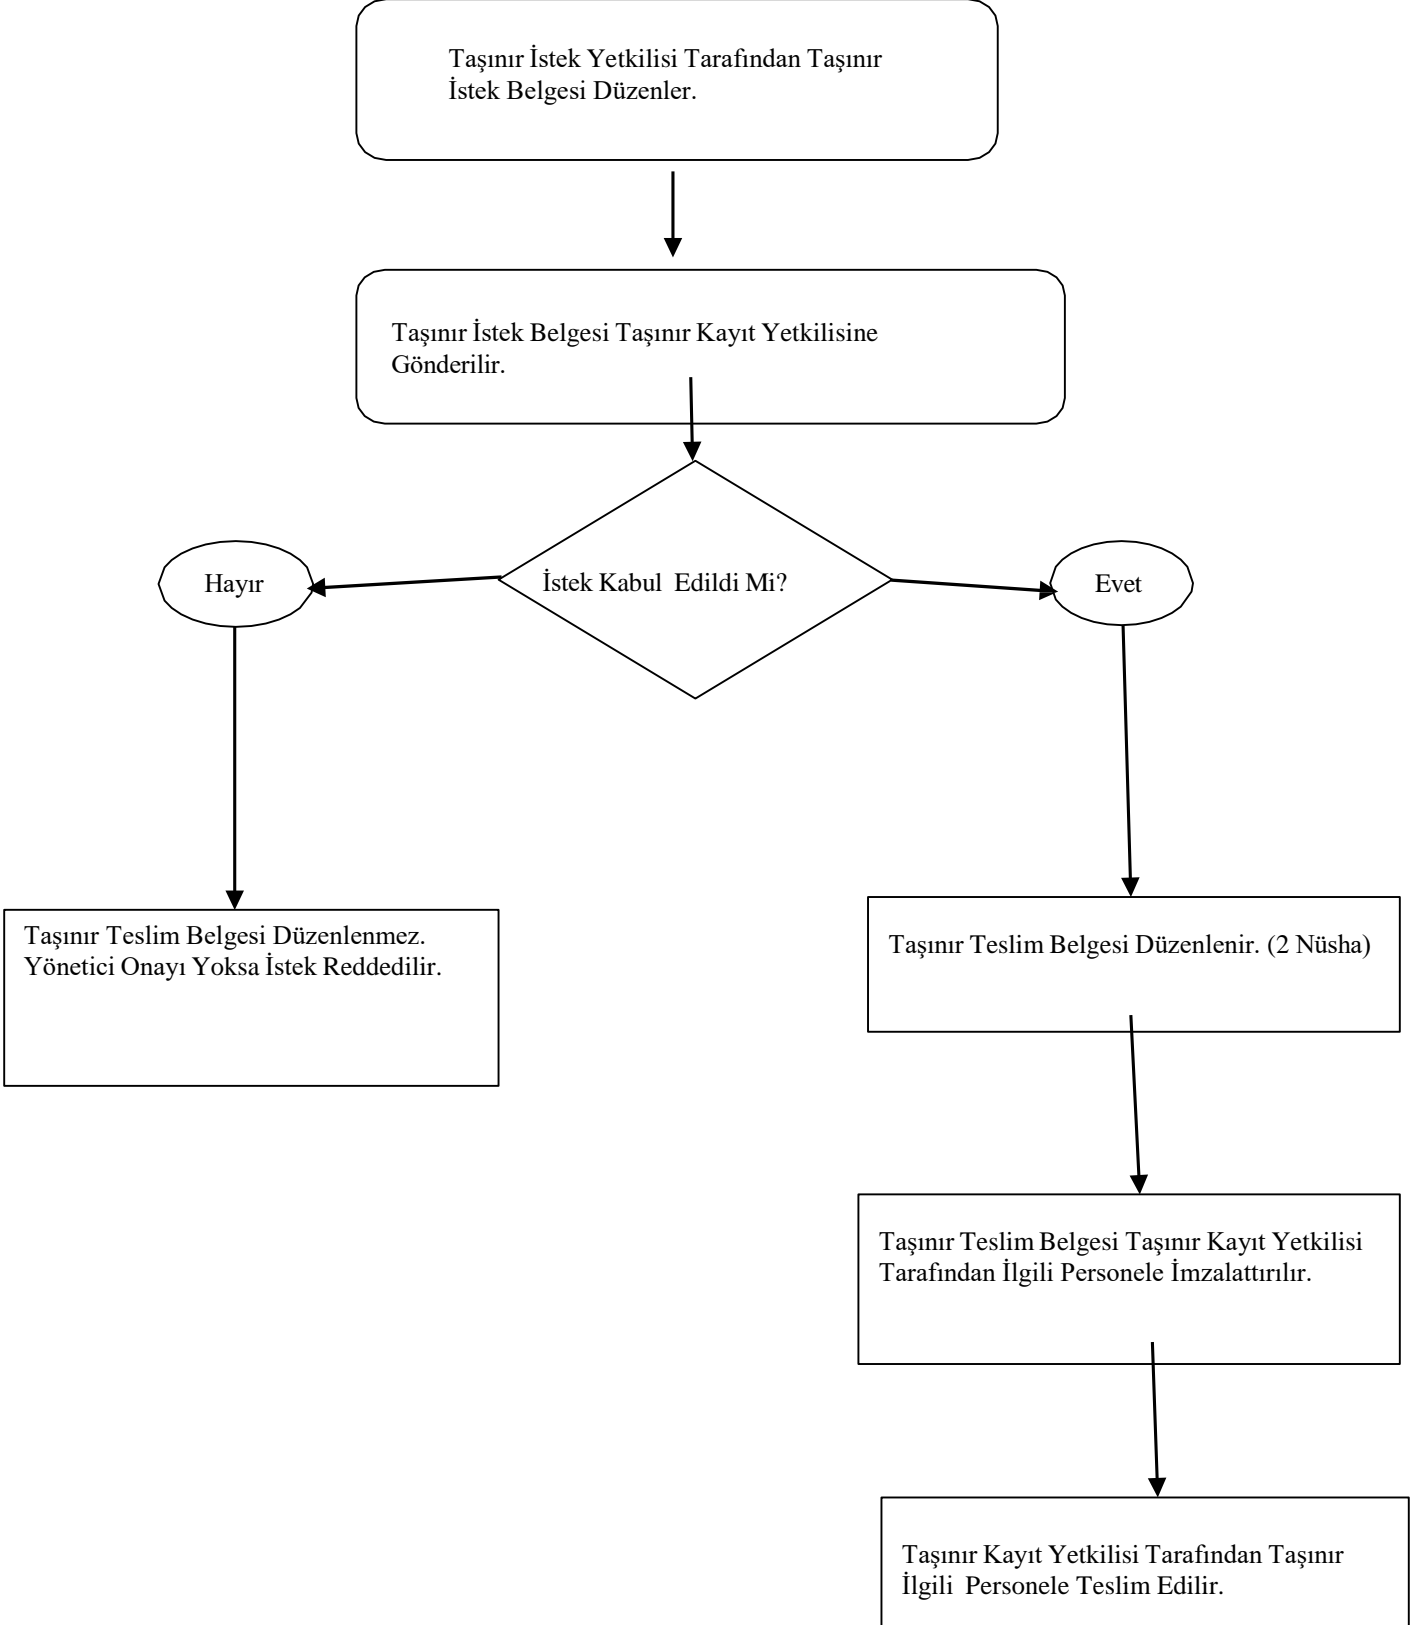 Taşınır İstek Yetkilisi Tarafından Taşınır
İstek Belgesi Düzenler.
Taşınır İstek Belgesi Taşınır Kayıt Yetkilisine
Gönderilir.
Hayır
İstek Kabul Edildi Mi?
Evet
Taşınır Teslim Belgesi Düzenlenmez.
Yönetici Onayı Yoksa İstek Reddedilir.
Taşınır Teslim Belgesi Düzenlenir. (2 Nüsha)
Taşınır Teslim Belgesi Taşınır Kayıt Yetkilisi
Tarafından İlgili Personele İmzalattırılır.
Taşınır Kayıt Yetkilisi Tarafından Taşınır
İlgili Personele Teslim Edilir.